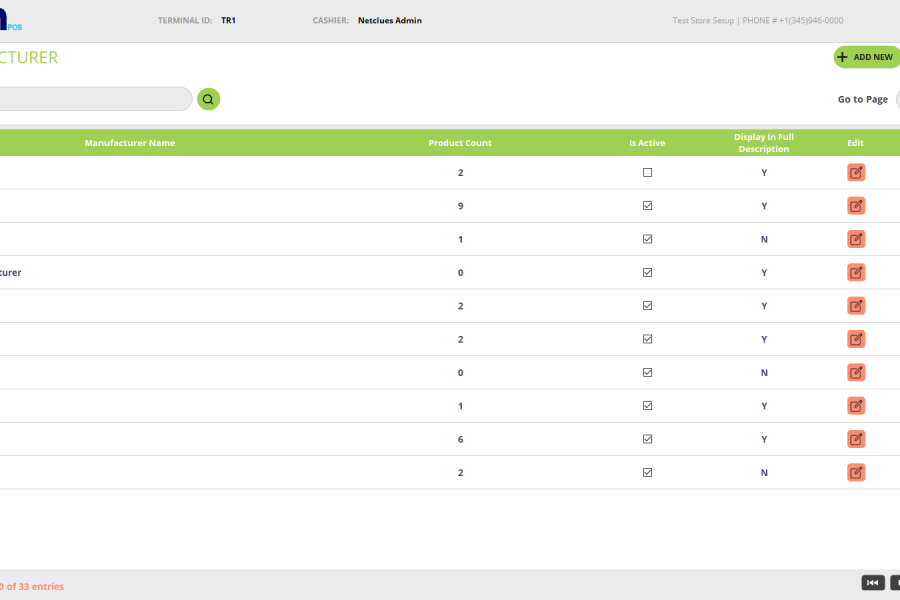 POS
TERMINAL ID: TR1 CASHIER: Netclues Admin Test Store Setup | PHONE # +1(345)946-0000
CTURER
ADD NEW
Go to Page
Manufacturer Name Product Count Is Active Display In Full Description Edit
2 Y
9 Y
1 N
turer 0 Y
2 Y
2 Y
0 N
1 Y
6 Y
2 N
0 of 33 entries